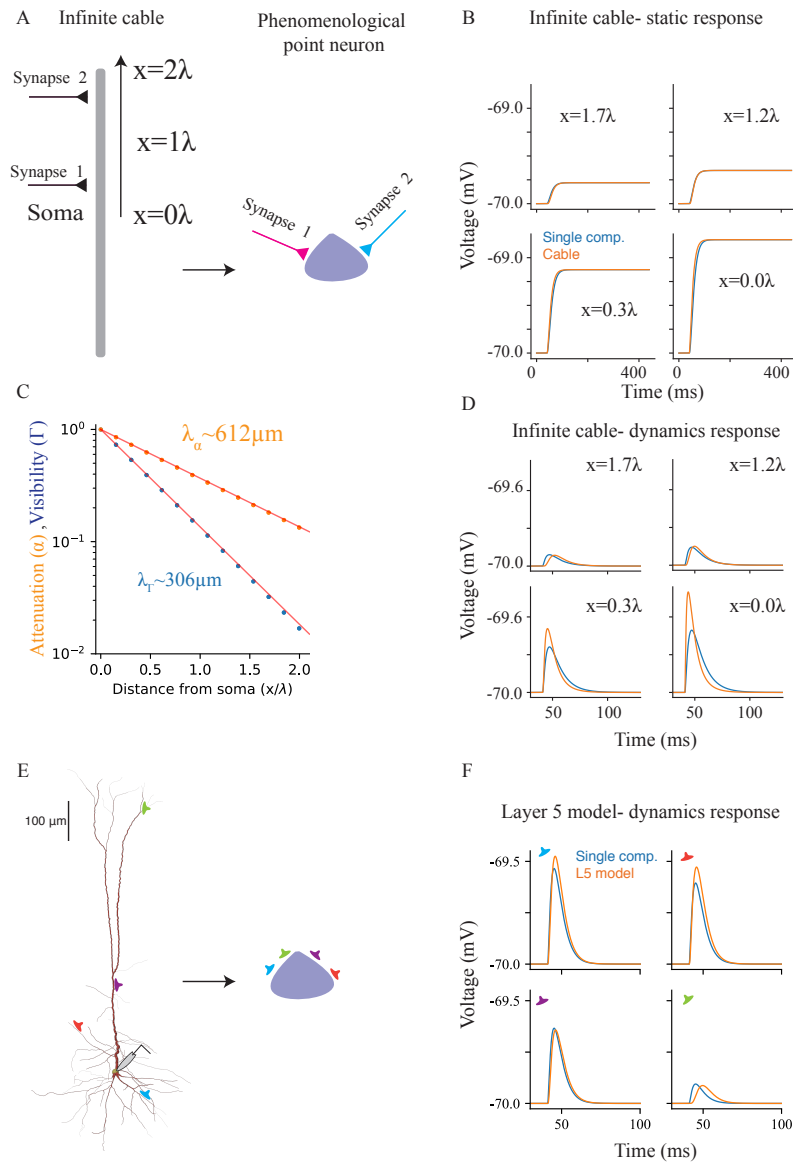 A
Infinite cable
Phenomenological
point neuron
Synapse 2
x=2λ
x=1λ
Synapse 1
Soma
x=0λ
Synapse 1
Synapse 2
B
Infinite cable- static response
-69.0
x=1.7λ
x=1.2λ
-70.0
Voltage (mV)
-69.0
Single comp.
Cable
x=0.3λ
x=0.0λ
-70.0
0
400
0
400
Time (ms)
C
10⁰
10⁻¹
10⁻²
λα~612µm
λΓ~306µm
Attenuation (α) ,Visibility (Γ)
0.0
0.5
1.0
1.5
2.0
Distance from soma (x/λ)
D
Infinite cable- dynamics response
x=1.7λ
x=1.2λ
-69.6
-70.0
Voltage (mV)
x=0.3λ
x=0.0λ
-69.6
-70.0
50
100
50
100
Time (ms)
E
100 µm
F
Layer 5 model- dynamics response
Single comp.
L5 model
-69.5
-70.0
Voltage (mV)
-69.5
-70.0
50
100
50
100
Time (ms)